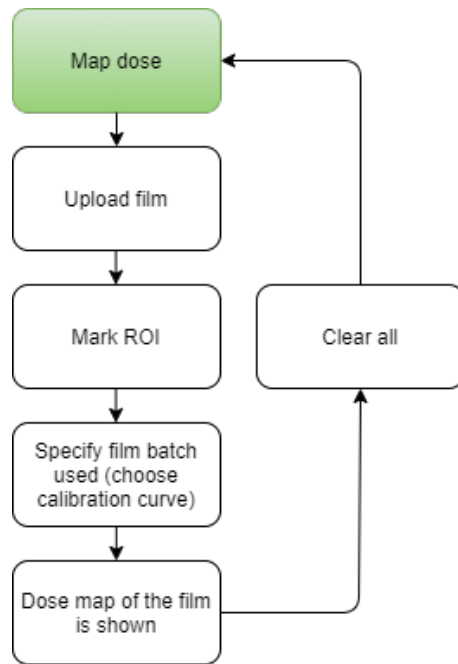 Map dose
Upload film
Mark ROI
Clear all
Specify film batch
used (choose
calibration curve)
Dose map of the film
is shown